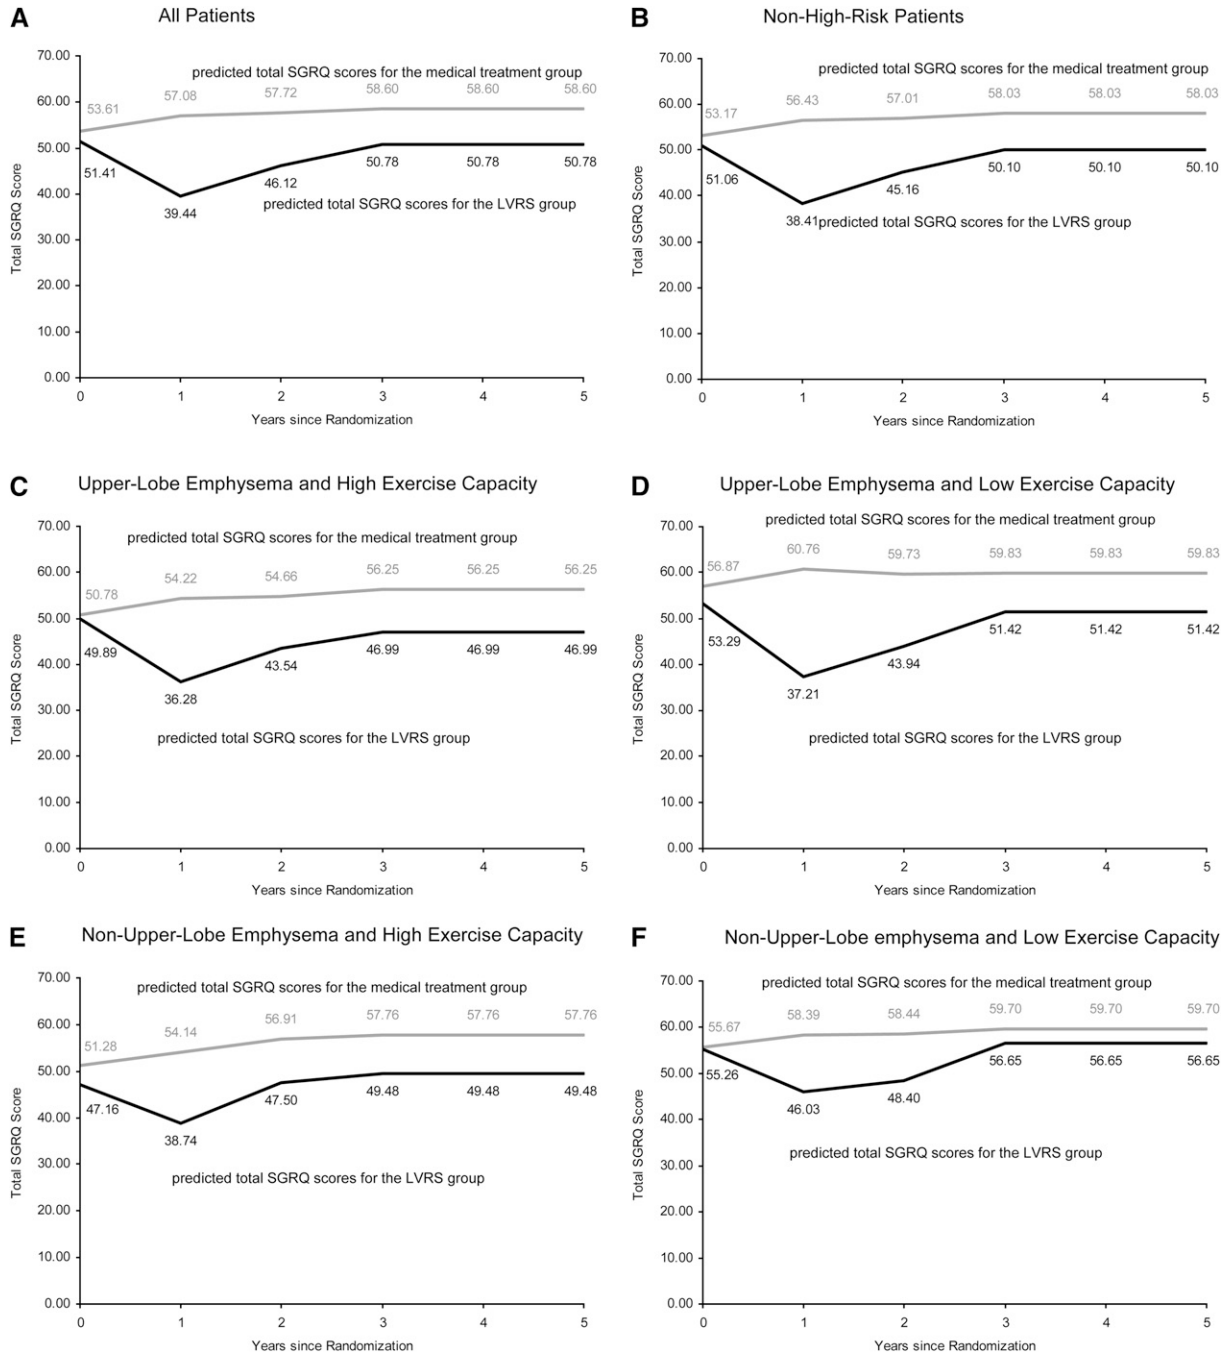 A
All Patients
70.00
60.00
50.00
40.00
30.00
20.00
10.00
0.00
Total SGRQ Score
predicted total SGRQ scores for the medical treatment group
53.61 57.08 57.72 58.60 58.60 58.60
51.41 39.44 46.12 50.78 50.78 50.78
predicted total SGRQ scores for the LVRS group
0 1 2 3 4 5
Years since Randomization
B
Non-High-Risk Patients
70.00
60.00
50.00
40.00
30.00
20.00
10.00
0.00
Total SGRQ Score
predicted total SGRQ scores for the medical treatment group
53.17 56.43 57.01 58.03 58.03 58.03
51.06 38.41 45.16 50.10 50.10 50.10
predicted total SGRQ scores for the LVRS group
0 1 2 3 4 5
Years since Randomization
C
Upper-Lobe Emphysema and High Exercise Capacity
70.00
60.00
50.00
40.00
30.00
20.00
10.00
0.00
Total SGRQ Score
predicted total SGRQ scores for the medical treatment group
50.78 54.22 54.66 56.25 56.25 56.25
49.89 36.28 43.54 46.99 46.99 46.99
predicted total SGRQ scores for the LVRS group
0 1 2 3 4 5
Years since Randomization
D
Upper-Lobe Emphysema and Low Exercise Capacity
70.00
60.00
50.00
40.00
30.00
20.00
10.00
0.00
Total SGRQ Score
predicted total SGRQ scores for the medical treatment group
56.87 60.76 59.73 59.83 59.83 59.83
53.29 37.21 43.94 51.42 51.42 51.42
predicted total SGRQ scores for the LVRS group
0 1 2 3 4 5
Years since Randomization
E
Non-Upper-Lobe Emphysema and High Exercise Capacity
70.00
60.00
50.00
40.00
30.00
20.00
10.00
0.00
Total SGRQ Score
predicted total SGRQ scores for the medical treatment group
51.28 54.14 56.91 57.76 57.76 57.76
47.16 38.74 47.50 49.48 49.48 49.48
predicted total SGRQ scores for the LVRS group
0 1 2 3 4 5
Years since Randomization
F
Non-Upper-Lobe emphysema and Low Exercise Capacity
70.00
60.00
50.00
40.00
30.00
20.00
10.00
0.00
Total SGRQ Score
predicted total SGRQ scores for the medical treatment group
55.67 58.39 58.44 59.70 59.70 59.70
55.26 46.03 48.40 56.65 56.65 56.65
predicted total SGRQ scores for the LVRS group
0 1 2 3 4 5
Years since Randomization